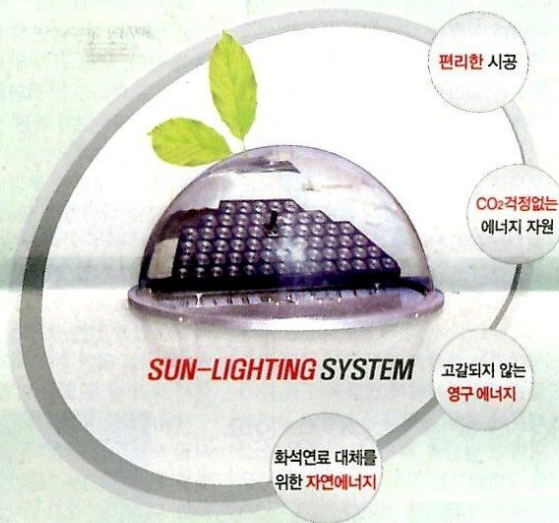 편리한 시공
CO2걱정없는
에너지 자원
SUN-LIGHTING SYSTEM
고갈되지 않는
영구 에너지
화석연료 대체를
위한 자연에너지